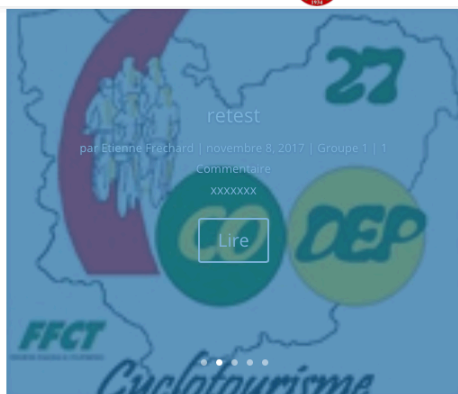 27
retest
par Etienne Fréchard | novembre 8, 2017 | Groupe 1 | 1
Commentaire
xxxxxxx
CO DEP
Lire
FFCT
Cyclotourisme